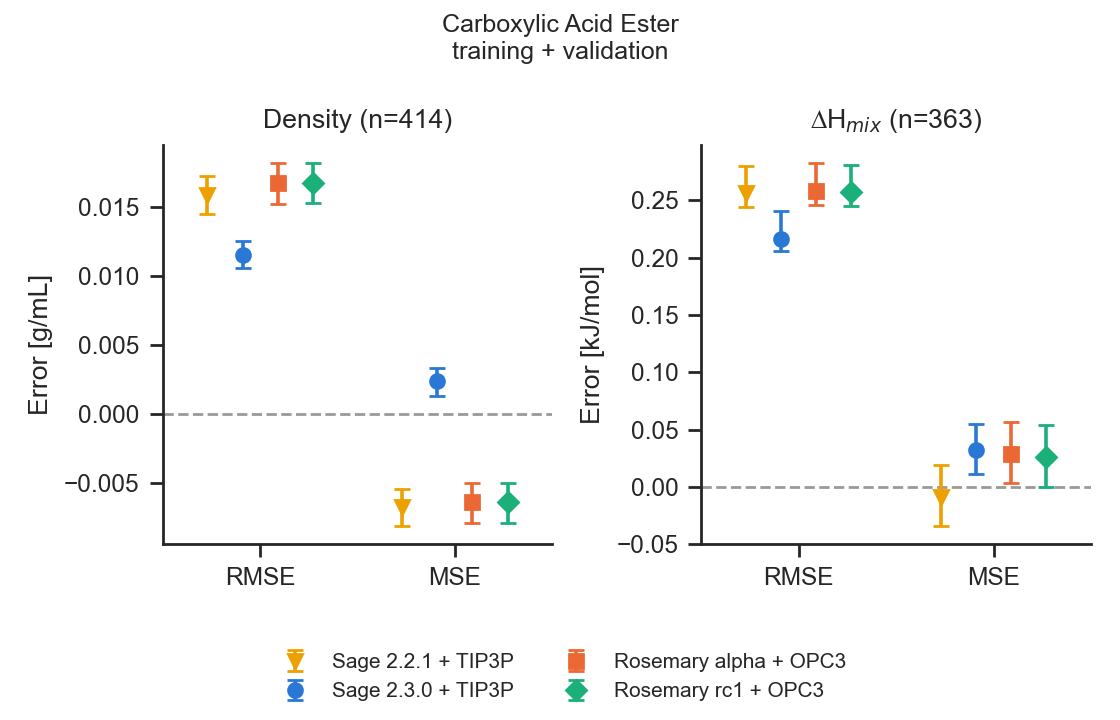 Carboxylic Acid Ester
training + validation
Density (n=414)
Error [g/mL]
0.015
0.010
0.005
0.000
−0.005
RMSE
MSE
ΔHmix (n=363)
Error [kJ/mol]
0.25
0.20
0.15
0.10
0.05
0.00
−0.05
RMSE
MSE
Sage 2.2.1 + TIP3P
Sage 2.3.0 + TIP3P
Rosemary alpha + OPC3
Rosemary rc1 + OPC3